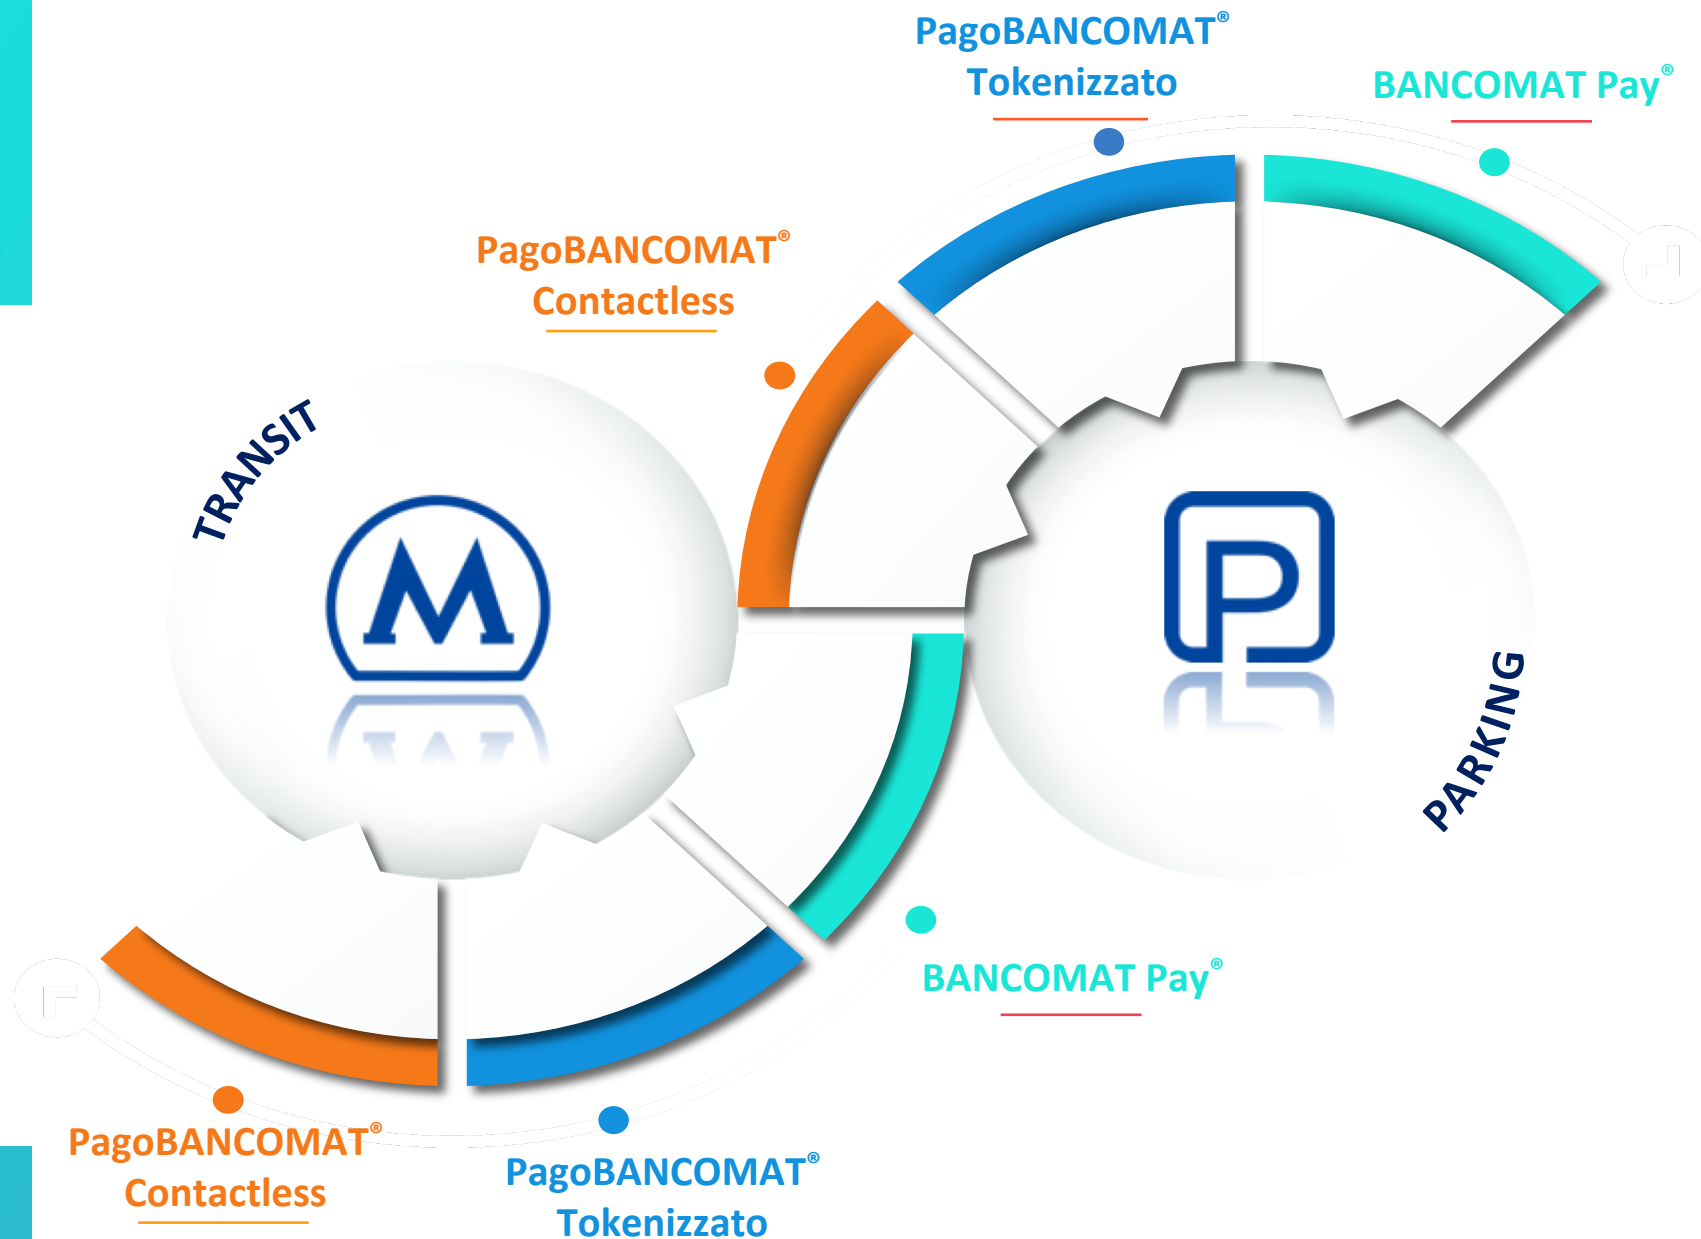 PagoBANCOMAT®
Tokenizzato
BANCOMAT Pay®
PagoBANCOMAT®
Contactless
TRANSIT
M
P
PARKING
BANCOMAT Pay®
PagoBANCOMAT®
Contactless
PagoBANCOMAT®
Tokenizzato